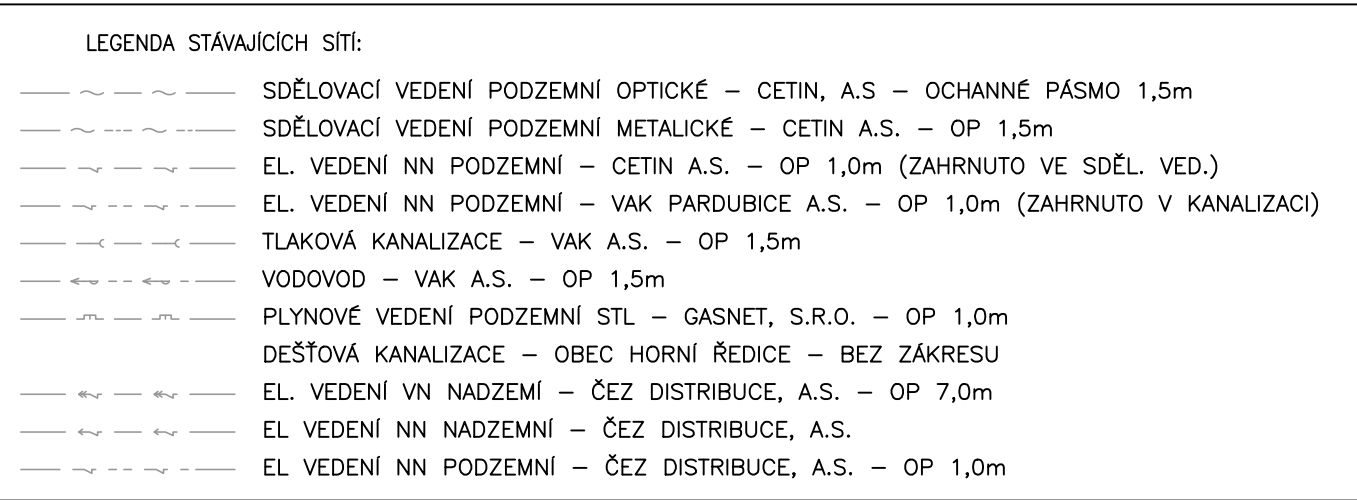 LEGENDA STÁVAJÍCÍCH SÍTÍ:
SDĚLOVACÍ VEDENÍ PODZEMNÍ OPTICKÉ – CETIN, A.S – OCHANNÉ PÁSMO 1,5m
SDĚLOVACÍ VEDENÍ PODZEMNÍ METALICKÉ – CETIN A.S. – OP 1,5m
EL. VEDENÍ NN PODZEMNÍ – CETIN A.S. – OP 1,0m (ZAHRNUTO VE SDĚL. VED.)
EL. VEDENÍ NN PODZEMNÍ – VAK PARDUBICE A.S. – OP 1,0m (ZAHRNUTO V KANALIZACI)
TLAKOVÁ KANALIZACE – VAK A.S. – OP 1,5m
VODOVOD – VAK A.S. – OP 1,5m
PLYNOVÉ VEDENÍ PODZEMNÍ STL – GASNET, S.R.O. – OP 1,0m
DEŠŤOVÁ KANALIZACE – OBEC HORNÍ ŘEDICE – BEZ ZÁKRESU
EL. VEDENÍ VN NADZEMÍ – ČEZ DISTRIBUCE, A.S. – OP 7,0m
EL VEDENÍ NN NADZEMNÍ – ČEZ DISTRIBUCE, A.S.
EL VEDENÍ NN PODZEMNÍ – ČEZ DISTRIBUCE, A.S. – OP 1,0m